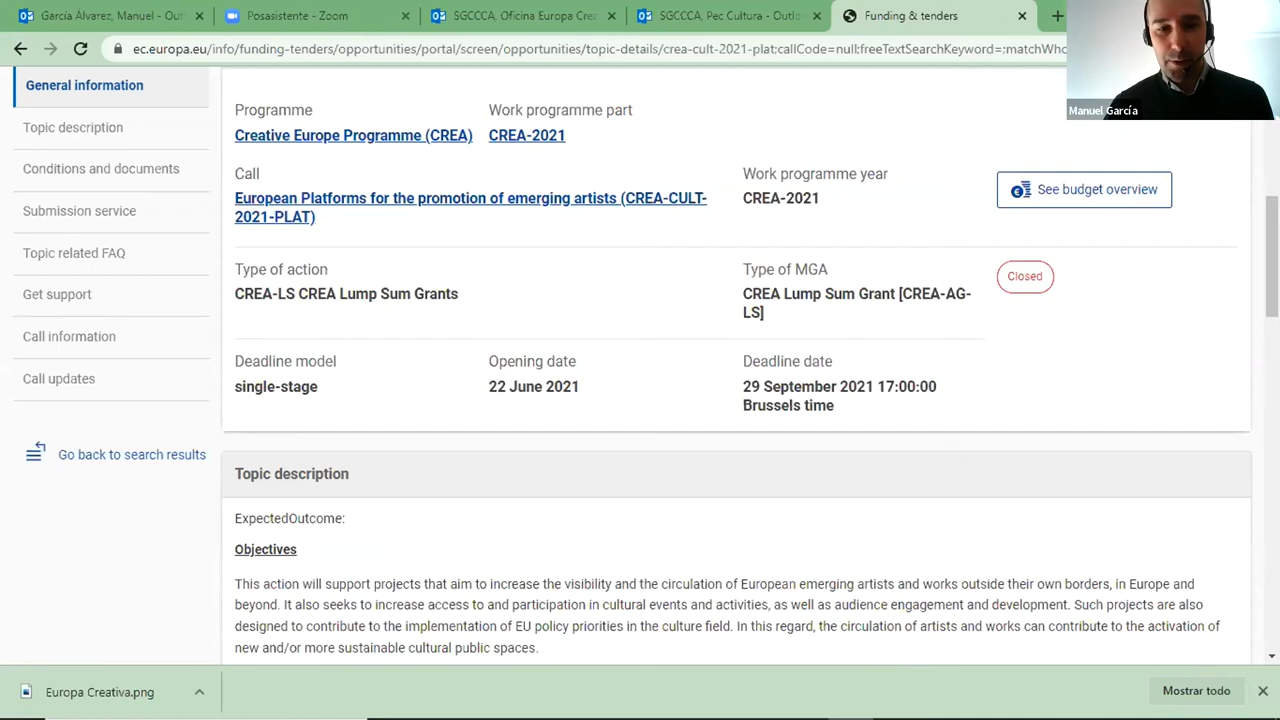 García Álvarez, Manuel - Out
Posasistente - Zoom
SGCCCA, Oficina Europa Crea
SGCCCA, Pec Cultura - Outlo
Funding & tenders
ec.europa.eu/info/funding-tenders/opportunities/portal/screen/opportunities/topic-details/crea-cult-2021-plat;callCode=null;freeTextSearchKeyword=;matchWho
Manuel García
General information
Topic description
Conditions and documents
Submission service
Topic related FAQ
Get support
Call information
Call updates
Go back to search results
Programme
Work programme part
Creative Europe Programme (CREA)
CREA-2021
Call
Work programme year
European Platforms for the promotion of emerging artists (CREA-CULT-
2021-PLAT)
CREA-2021
See budget overview
Type of action
Type of MGA
CREA-LS CREA Lump Sum Grants
CREA Lump Sum Grant [CREA-AG-
LS]
Closed
Deadline model
Opening date
Deadline date
single-stage
22 June 2021
29 September 2021 17:00:00
Brussels time
Topic description
ExpectedOutcome:
Objectives
This action will support projects that aim to increase the visibility and the circulation of European emerging artists and works outside their own borders, in Europe and
beyond. It also seeks to increase access to and participation in cultural events and activities, as well as audience engagement and development. Such projects are also
designed to contribute to the implementation of EU policy priorities in the culture field. In this regard, the circulation of artists and works can contribute to the activation of
new and/or more sustainable cultural public spaces.
Europa Creativa.png
Mostrar todo